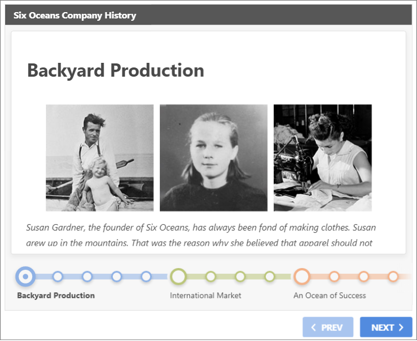 Six Oceans Company History
Backyard Production
Susan Gardner, the founder of Six Oceans, has always been fond of making clothes. Susan
grew up in the mountains. That was the reason why she believed that apparel should not
Backyard Production
International Market
An Ocean of Success
PREV
NEXT